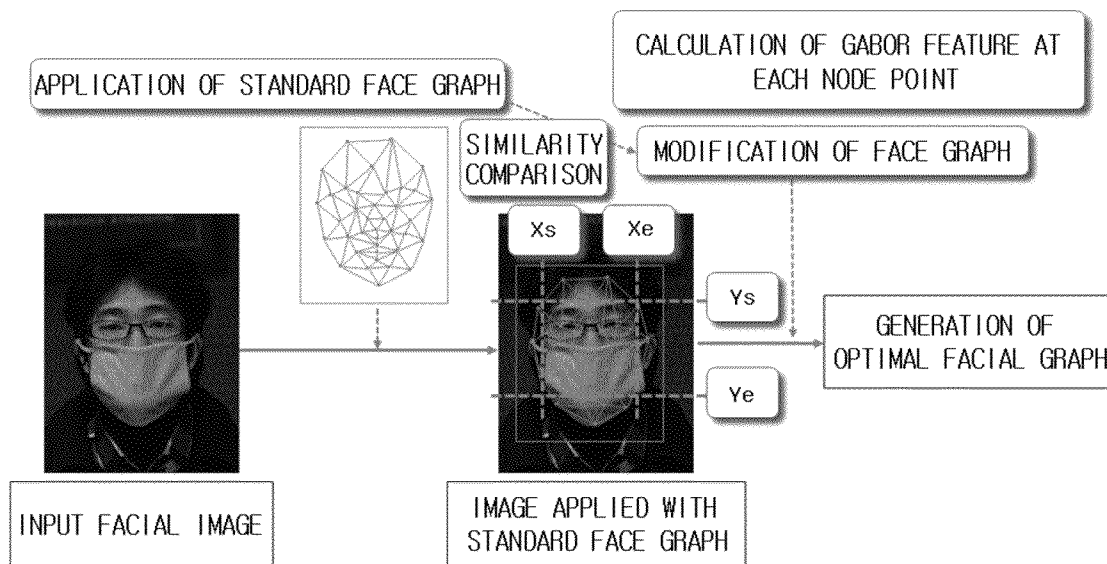 CALCULATION OF GABOR FEATURE AT
EACH NODE POINT
APPLICATION OF STANDARD FACE GRAPH
SIMILARITY
COMPARISON
MODIFICATION OF FACE GRAPH
Xs
Xe
Ys
GENERATION OF
OPTIMAL FACIAL GRAPH
Ye
INPUT FACIAL IMAGE
IMAGE APPLIED WITH
STANDARD FACE GRAPH